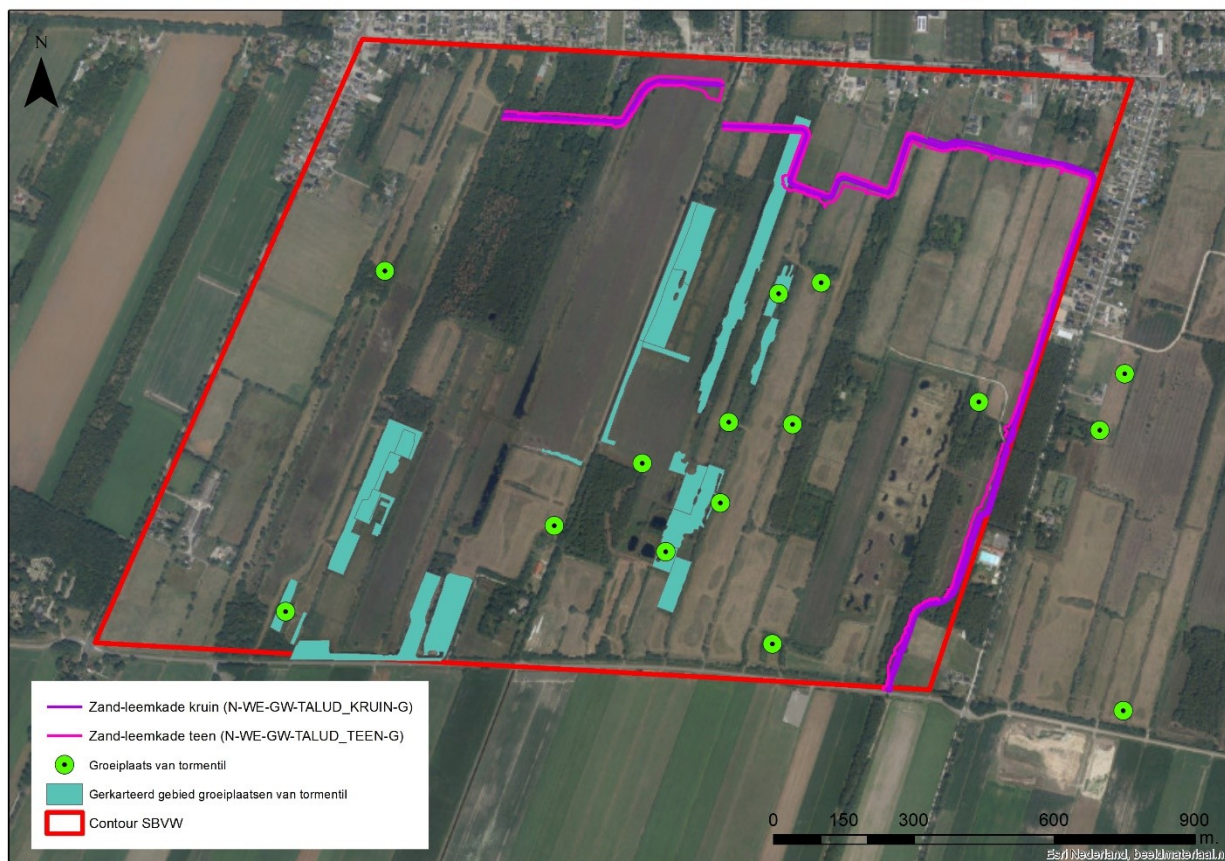 N
Zand-leemkade kruin (N-WE-GW-TALUD_KRUIN-G)
Zand-leemkade teen (N-WE-GW-TALUD_TEEN-G)
Groeiplaats van tormentil
Gerkarteerd gebied groeiplaatsen van tormentil
Contour SBVW
0 150 300 600 900
m.
Esri Nederland, beeldmateriaal.n